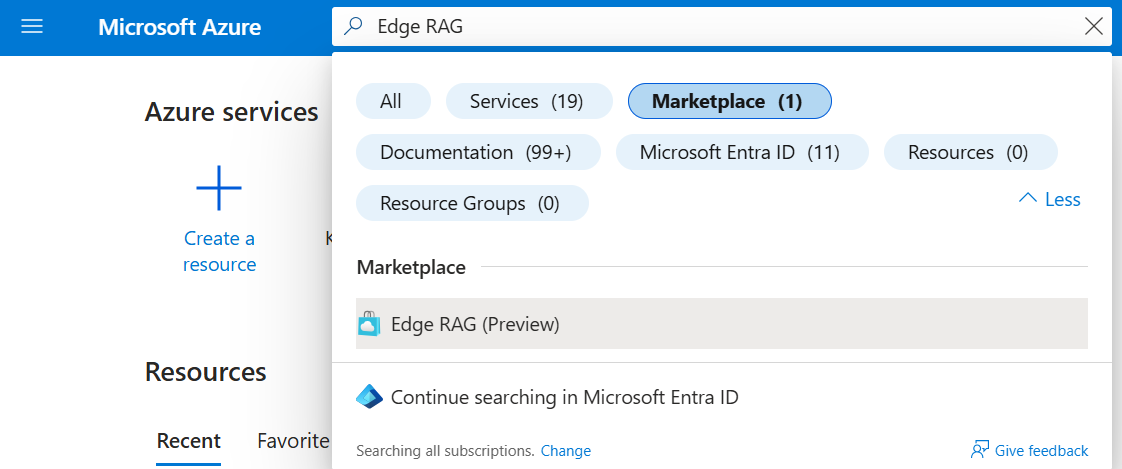 Microsoft Azure
Edge RAG
All
Services (19)
Marketplace (1)
Documentation (99+)
Microsoft Entra ID (11)
Resources (0)
Resource Groups (0)
Less
Azure services
Create a
resource
K
Marketplace
Edge RAG (Preview)
Continue searching in Microsoft Entra ID
Searching all subscriptions. Change
Give feedback
Resources
Recent
Favorite